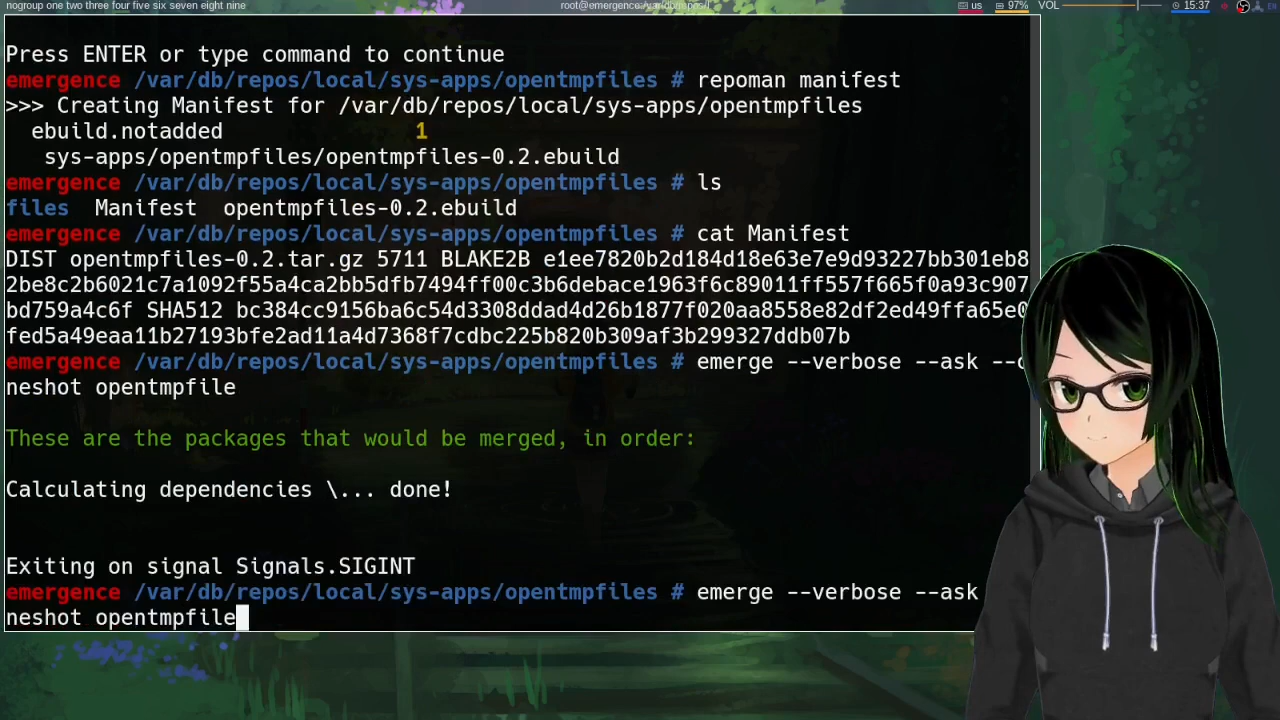 nogroup one two three four five six seven eight nine
root@emergence:/var/db/repos/l
us
97%
VOL
15:37
Press ENTER or type command to continue
emergence /var/db/repos/local/sys-apps/opentmpfiles # repoman manifest
>>> Creating Manifest for /var/db/repos/local/sys-apps/opentmpfiles
ebuild.notadded 1
sys-apps/opentmpfiles/opentmpfiles-0.2.ebuild
emergence /var/db/repos/local/sys-apps/opentmpfiles # ls
files Manifest opentmpfiles-0.2.ebuild
emergence /var/db/repos/local/sys-apps/opentmpfiles # cat Manifest
DIST opentmpfiles-0.2.tar.gz 5711 BLAKE2B e1ee7820b2d184d18e63e7e9d93227bb301eb8
2be8c2b6021c7a1092f55a4ca2bb5dfb7494ff00c3b6debace1963f6c89011ff557f665f0a93c907
bd759a4c6f SHA512 bc384cc9156ba6c54d3308ddad4d26b1877f020aa8558e82df2ed49ffa65e0
fed5a49eaa11b27193bfe2ad11a4d7368f7cdbc225b820b309af3b299327ddb07b
emergence /var/db/repos/local/sys-apps/opentmpfiles # emerge --verbose --ask --o
neshot opentmpfile
These are the packages that would be merged, in order:
Calculating dependencies \... done!
Exiting on signal Signals.SIGINT
emergence /var/db/repos/local/sys-apps/opentmpfiles # emerge --verbose --ask
neshot opentmpfile